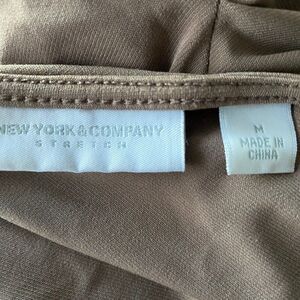 NEW YORK & COMPANY
STRETCH
M
MADE IN
CHINA